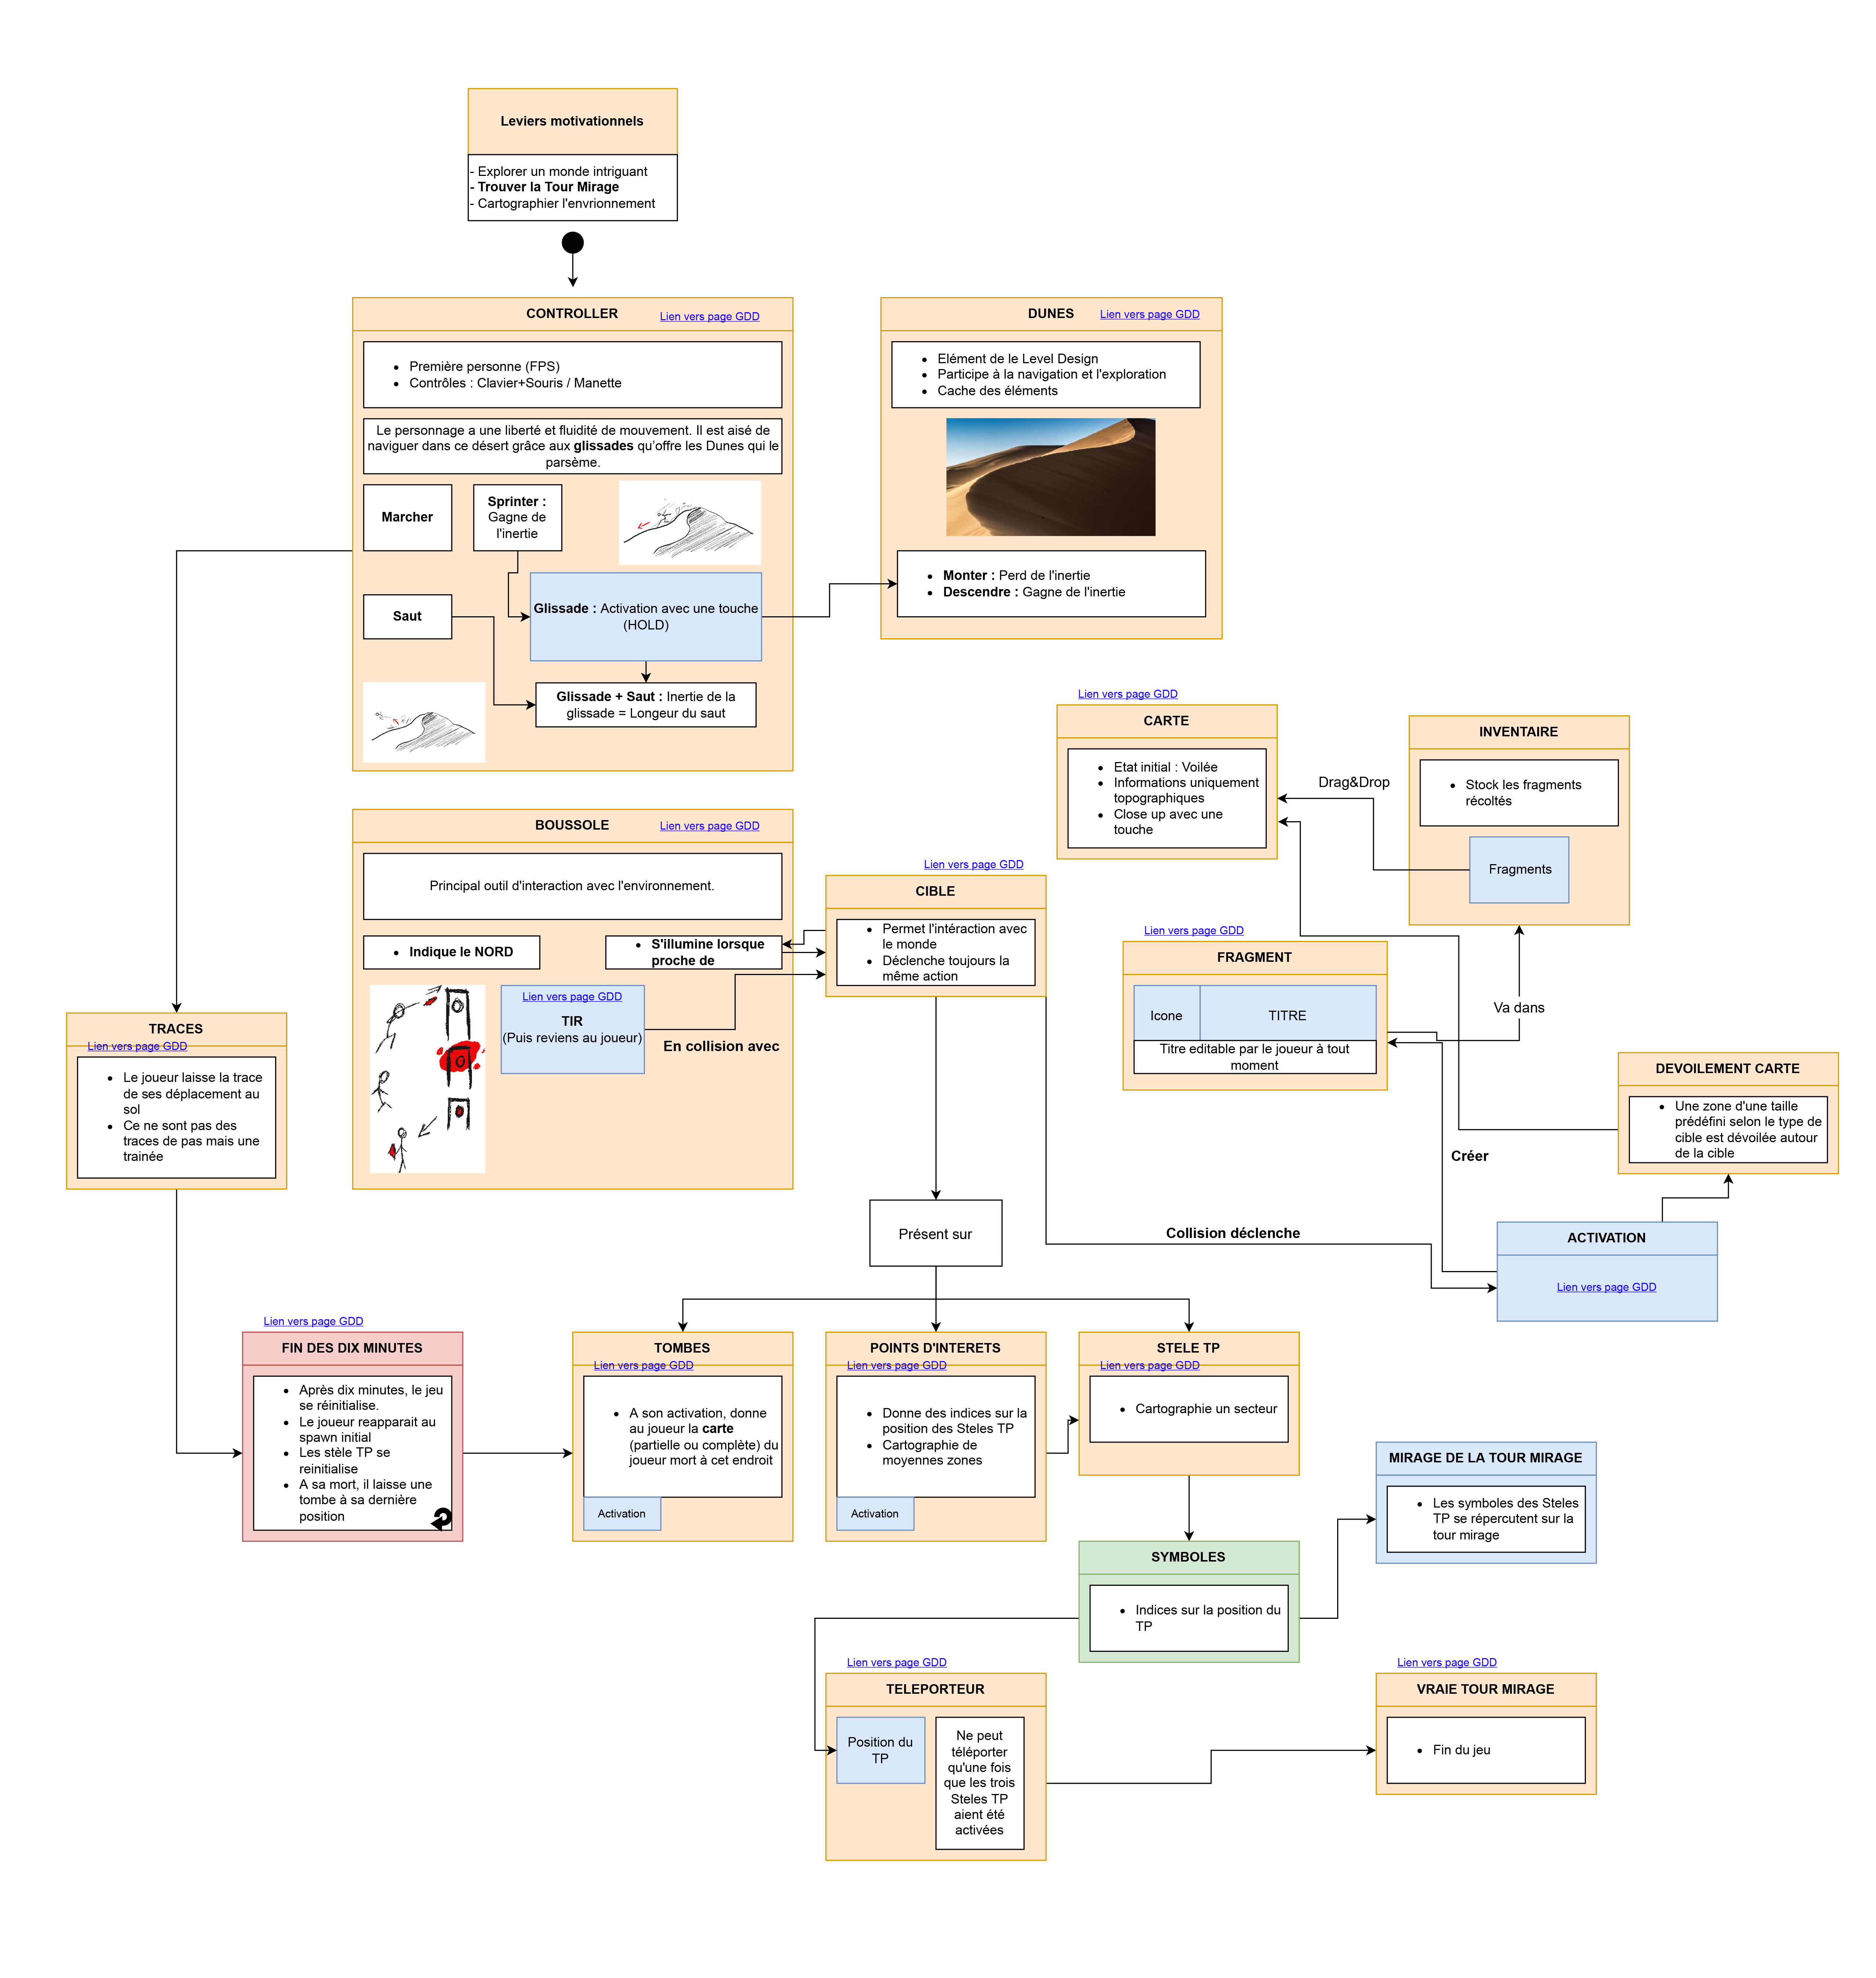 Leviers motivationnels
- Explorer un monde intriguant
- Trouver la Tour Mirage
- Cartographier l'envrionnement
CONTROLLER
Lien vers page GDD
Première personne (FPS)
Contrôles : Clavier+Souris / Manette
Le personnage a une liberté et fluidité de mouvement. Il est aisé de
naviguer dans ce désert grâce aux glissades qu'offre les Dunes qui le
parsème.
Marcher
Sprinter :
Gagne de
l'inertie
Glissade : Activation avec une touche
(HOLD)
Saut
Glissade + Saut : Inertie de la
glissade = Longeur du saut
DUNES
Lien vers page GDD
Elément de le Level Design
Participe à la navigation et l'exploration
Cache des éléments
Monter : Perd de l'inertie
Descendre : Gagne de l'inertie
Lien vers page GDD
CARTE
Etat initial : Voilée
Informations uniquement
topographiques
Close up avec une
touche
Drag&Drop
INVENTAIRE
Stock les fragments
récoltés
Fragments
BOUSSOLE
Lien vers page GDD
Principal outil d'interaction avec l'environnement.
Indique le NORD
S'illumine lorsque
proche de
Lien vers page GDD
TIR
(Puis reviens au joueur)
En collision avec
Lien vers page GDD
CIBLE
Permet l'intéraction avec
le monde
Déclenche toujours la
même action
Lien vers page GDD
FRAGMENT
Icone
TITRE
Titre editable par le joueur à tout
moment
Va dans
TRACES
Lien vers page GDD
Le joueur laisse la trace
de ses déplacement au
sol
Ce ne sont pas des
traces de pas mais une
trainée
DEVOILEMENT CARTE
Une zone d'une taille
prédéfini selon le type de
cible est dévoilée autour
de la cible
Créer
Présent sur
Collision déclenche
ACTIVATION
Lien vers page GDD
Lien vers page GDD
FIN DES DIX MINUTES
Après dix minutes, le jeu
se réinitialise.
Le joueur reapparait au
spawn initial
Les stèle TP se
reinitialise
A sa mort, il laisse une
tombe à sa dernière
position
TOMBES
Lien vers page GDD
A son activation, donne
au joueur la carte
(partielle ou complète) du
joueur mort à cet endroit
Activation
POINTS D'INTERETS
Lien vers page GDD
Donne des indices sur la
position des Steles TP
Cartographie de
moyennes zones
Activation
STELE TP
Lien vers page GDD
Cartographie un secteur
MIRAGE DE LA TOUR MIRAGE
Les symboles des Steles
TP se répercutent sur la
tour mirage
SYMBOLES
Indices sur la position du
TP
Lien vers page GDD
TELEPORTEUR
Position du
TP
Ne peut
téléporter
qu'une fois
que les trois
Steles TP
aient été
activées
Lien vers page GDD
VRAIE TOUR MIRAGE
Fin du jeu